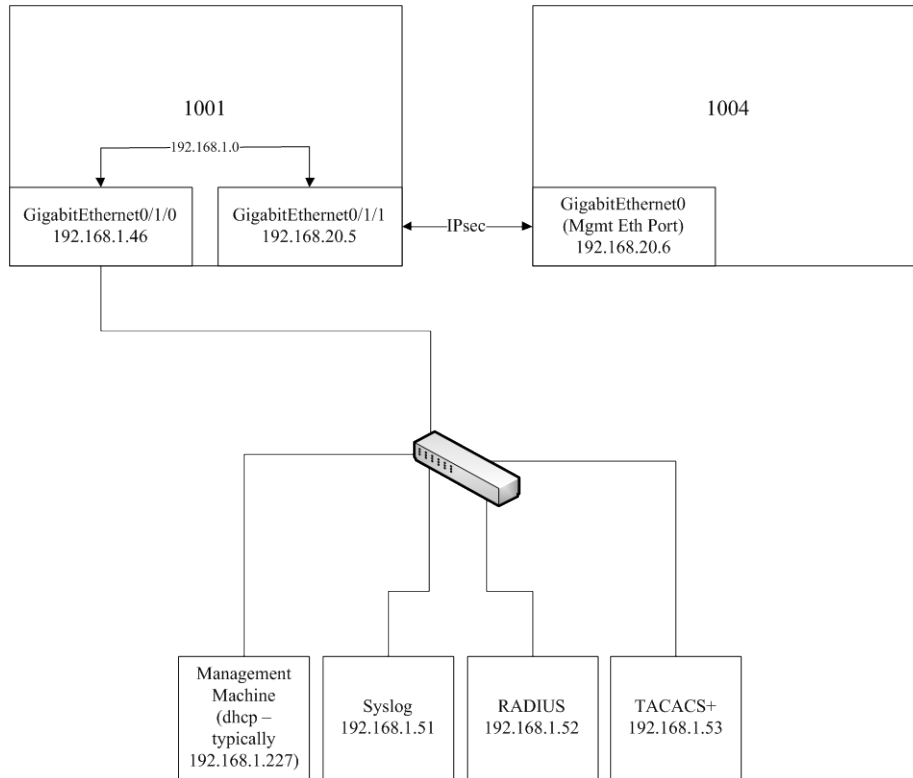 1001
1004
192.168.1.0
GigabitEthernet0/1/0
192.168.1.46
GigabitEthernet0/1/1
192.168.20.5
IPsec
GigabitEthernet0
(Mgmt Eth Port)
192.168.20.6
Management
Machine
(dhcp –
typically
192.168.1.227)
Syslog
192.168.1.51
RADIUS
192.168.1.52
TACACS+
192.168.1.53